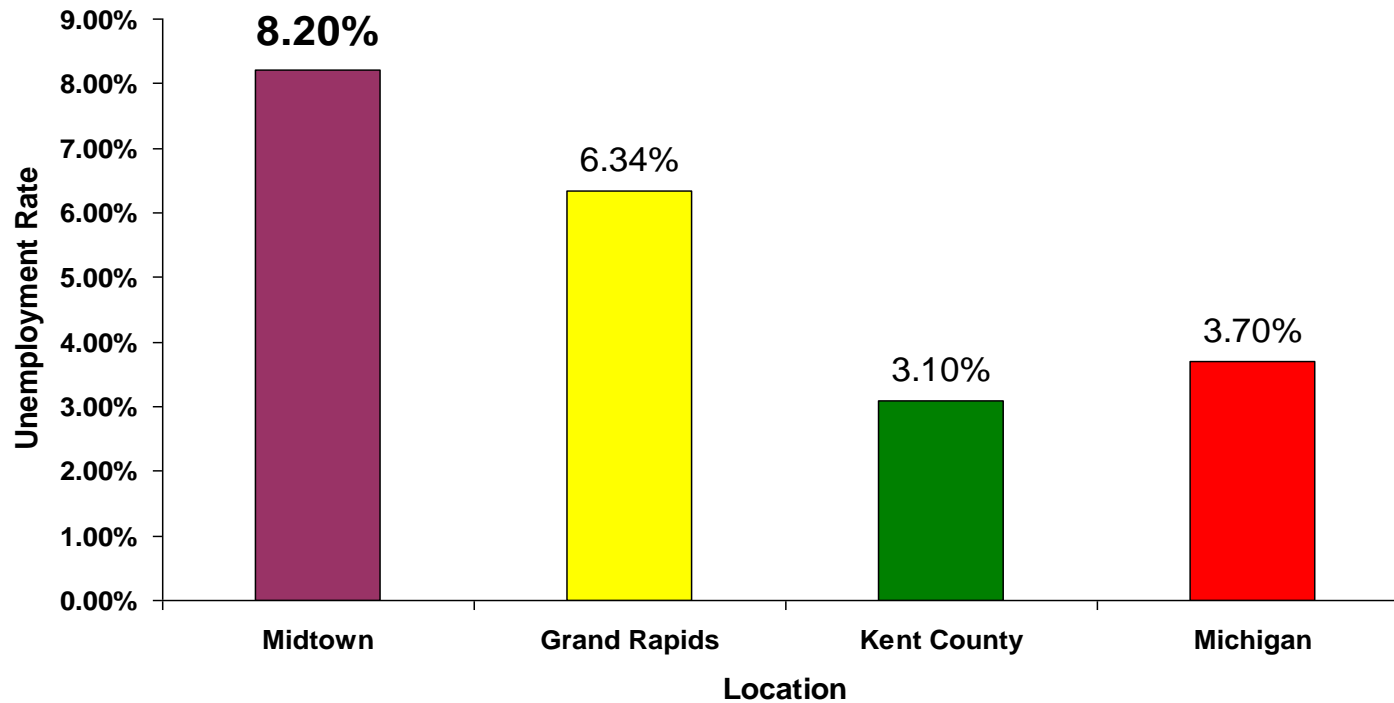 9.00%
8.00%
7.00%
6.00%
5.00%
4.00%
3.00%
2.00%
1.00%
0.00%
Unemployment Rate
8.20%
6.34%
3.10%
3.70%
Midtown
Grand Rapids
Kent County
Michigan
Location